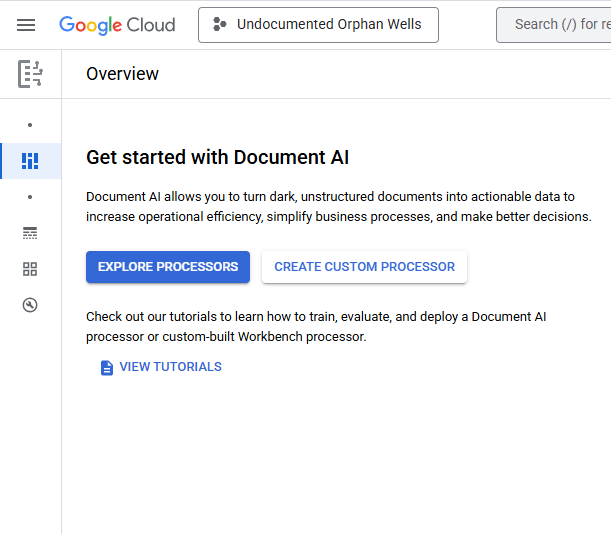 Google Cloud
Undocumented Orphan Wells
Search (/) for re
Overview
Get started with Document AI
Document AI allows you to turn dark, unstructured documents into actionable data to
increase operational efficiency, simplify business processes, and make better decisions.
EXPLORE PROCESSORS
CREATE CUSTOM PROCESSOR
Check out our tutorials to learn how to train, evaluate, and deploy a Document AI
processor or custom-built Workbench processor.
VIEW TUTORIALS